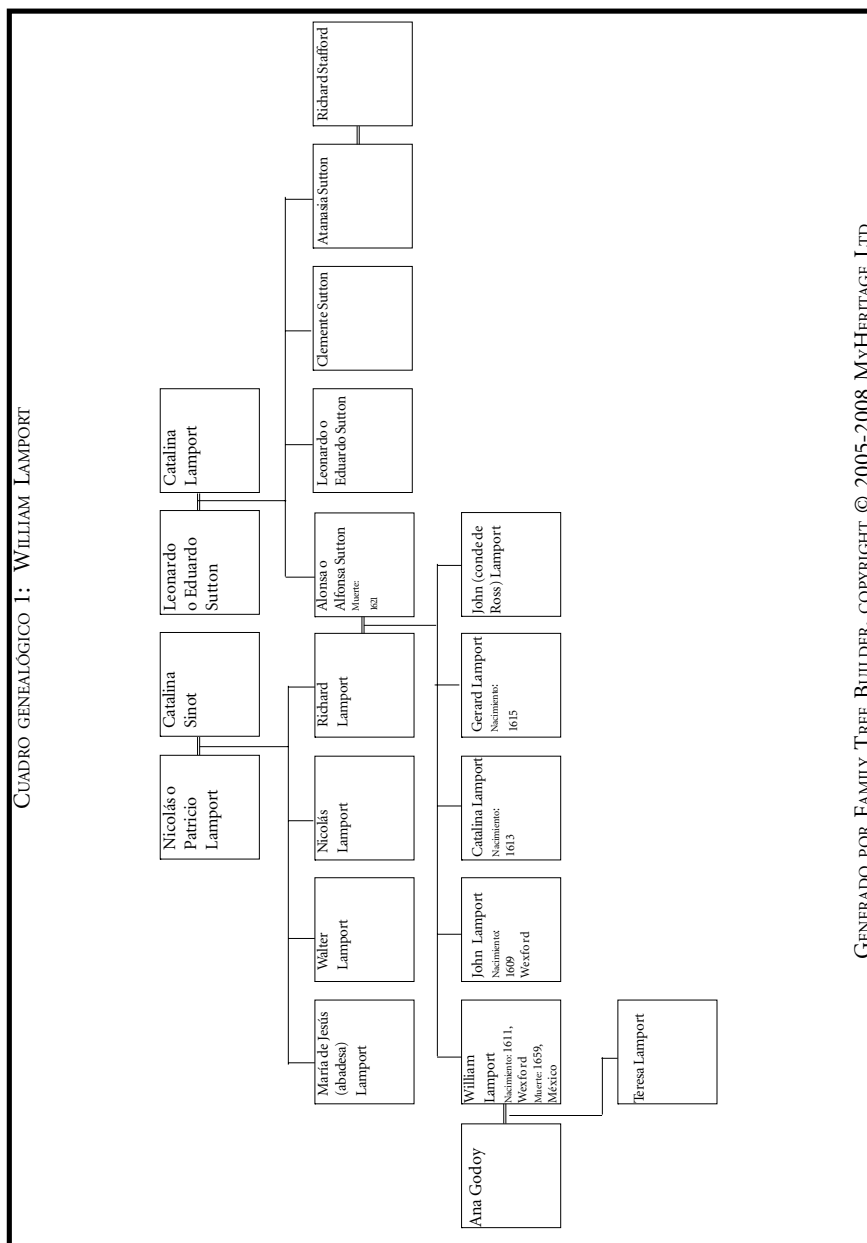 CUADRO GENEALÓGICO 1: WILLIAM LAMPORT
Nicolás o
Patricio
Lamport
Catalina
Sinot
Leonardo
o Eduardo
Sutton
Catalina
Lamport
María de Jesús
(abadesa)
Lamport
Walter
Lamport
Nicolás
Lamport
Richard
Lamport
Alonsa o
Alfonsa Sutton
Muerte:
1621
Leonardo o
Eduardo Sutton
Clemente Sutton
Atanasia Sutton
Richard Stafford
Ana Godoy
William
Lamport
Nacimiento: 1611,
Wexford
Muerte: 1659,
México
John Lamport
Nacimiento:
1609
Wexford
Catalina Lamport
Nacimiento:
1613
Gerard Lamport
Nacimiento:
1615
John (conde de
Ross) Lamport
Teresa Lamport
GENERADO POR FAMILY TREE BUILDER, COPYRIGHT © 2005-2008 MYHERITAGE LTD